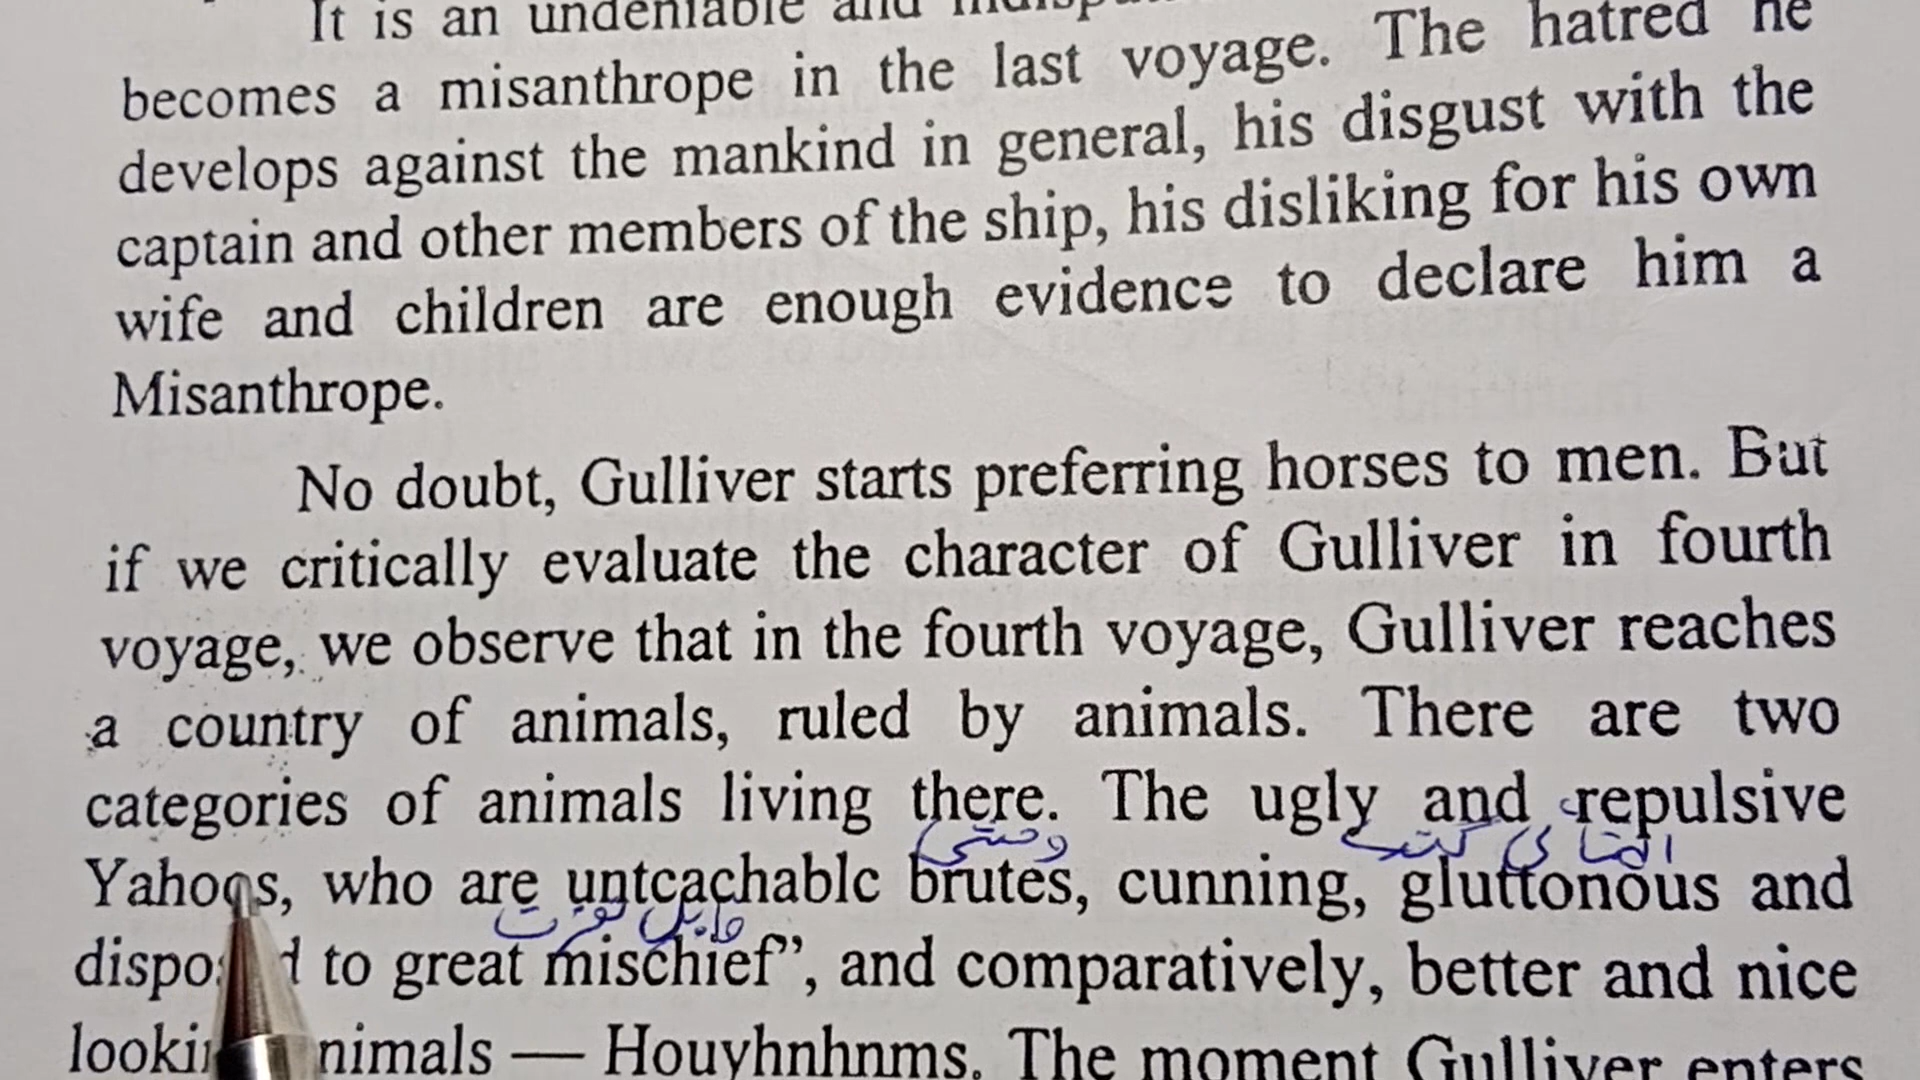 It is an undeniable and
becomes a misanthrope in the last voyage. The hatred he
develops against the mankind in general, his disgust with the
captain and other members of the ship, his disliking for his own
wife and children are enough evidence to declare him a
Misanthrope.
No doubt, Gulliver starts preferring horses to men. But
if we critically evaluate the character of Gulliver in fourth
voyage, we observe that in the fourth voyage, Gulliver reaches
a country of animals, ruled by animals. There are two
categories of animals living there. The ugly and repulsive
وحشی
Yahoos, who are unteachable brutes, cunning, gluttonous and
قابل نفرت
to great mischief”, and comparatively, better and nice
— Houyhnhnms. The moment Gulliver enters